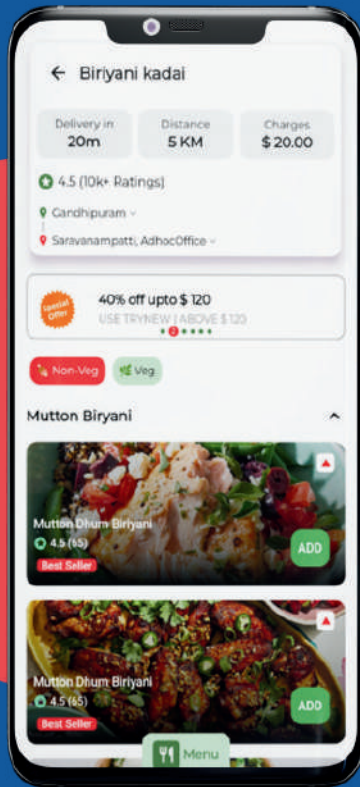 Biriyani kadai
Delivery in
20m
Distance
5 KM
Charges
$ 20.00
4.5 (10k+ Ratings)
Gandhipuram
Saravanampatti, AdhocOffice
Special
Offer
40% off upto $ 120
USE TRYNEW | ABOVE $ 120
2
Non-Veg
Veg
Mutton Biryani
Mutton Dhum Biriyani
4.5 (65)
Best Seller
ADD
Mutton Dhum Biriyani
4.5 (65)
Best Seller
ADD
Menu